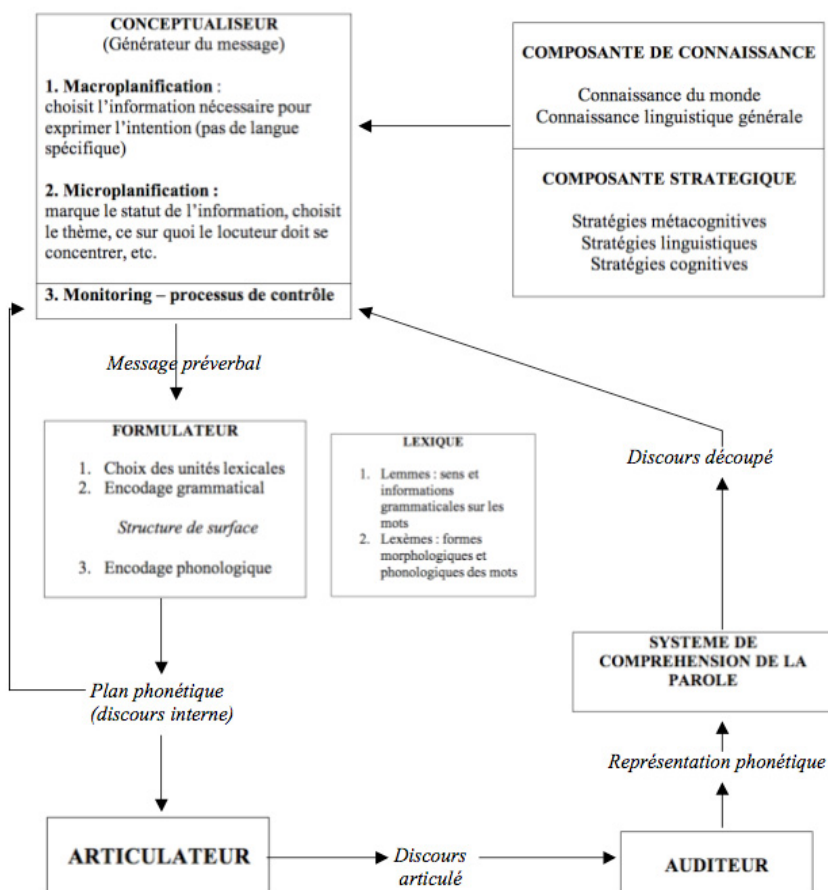 CONCEPTUALISEUR
(Générateur du message)
1. Macroplanification :
choisit l'information nécessaire pour
exprimer l'intention (pas de langue
spécifique)
2. Microplanification :
marque le statut de l'information, choisit
le thème, ce sur quoi le locuteur doit se
concentrer, etc.
3. Monitoring – processus de contrôle
COMPOSANTE DE CONNAISSANCE
Connaissance du monde
Connaissance linguistique générale
COMPOSANTE STRATEGIQUE
Stratégies métacognitives
Stratégies linguistiques
Stratégies cognitives
Message préverbal
FORMULATEUR
1. Choix des unités lexicales
2. Encodage grammatical
Structure de surface
3. Encodage phonologique
LEXIQUE
1. Lemmes : sens et
informations
grammaticales sur les
mots
2. Lexèmes : formes
morphologiques et
phonologiques des mots
Discours découpé
SYSTEME DE
COMPREHENSION DE LA
PAROLE
Plan phonétique
(discours interne)
Représentation phonétique
ARTICULATEUR
Discours
articulé
AUDITEUR